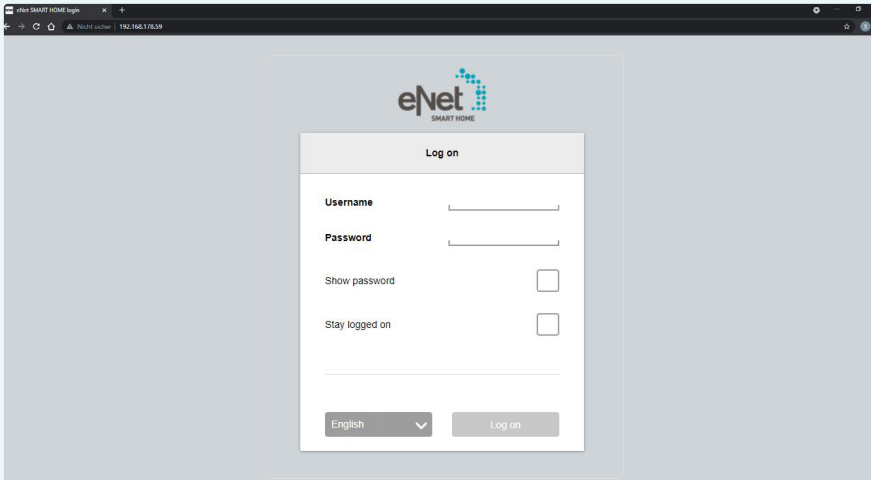 eNet SMART HOME login
Nicht sicher | 192.168.178.59
S
eNet
SMART HOME
Log on
Username
Password
Show password
Stay logged on
English
Log on